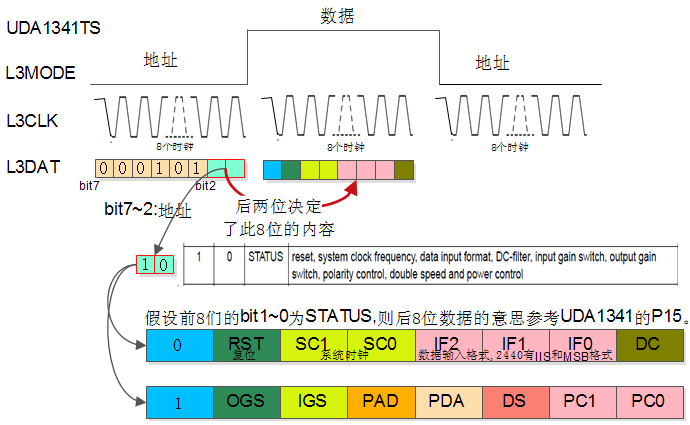 数据
UDA1341TS
地址
地址
L3MODE
L3CLK
8个时钟
8个时钟
8个时钟
L3DAT
0 0 0 1 0 1
bit7
bit2
bit7~2:地址
后两位决定
了此8位的内容
1 0
1 0 STATUS reset, system clock frequency, data input format, DC-filter, input gain switch, output gain
switch, polarity control, double speed and power control
假设前8们的bit1~0为STATUS,则后8位数据的意思参考UDA1341的P15。
0 RST SC1 SC0 IF2 IF1 IF0 DC
复位 系统时钟 数据输入格式,2440有IIS和MSB格式
1 OGS IGS PAD PDA DS PC1 PC0